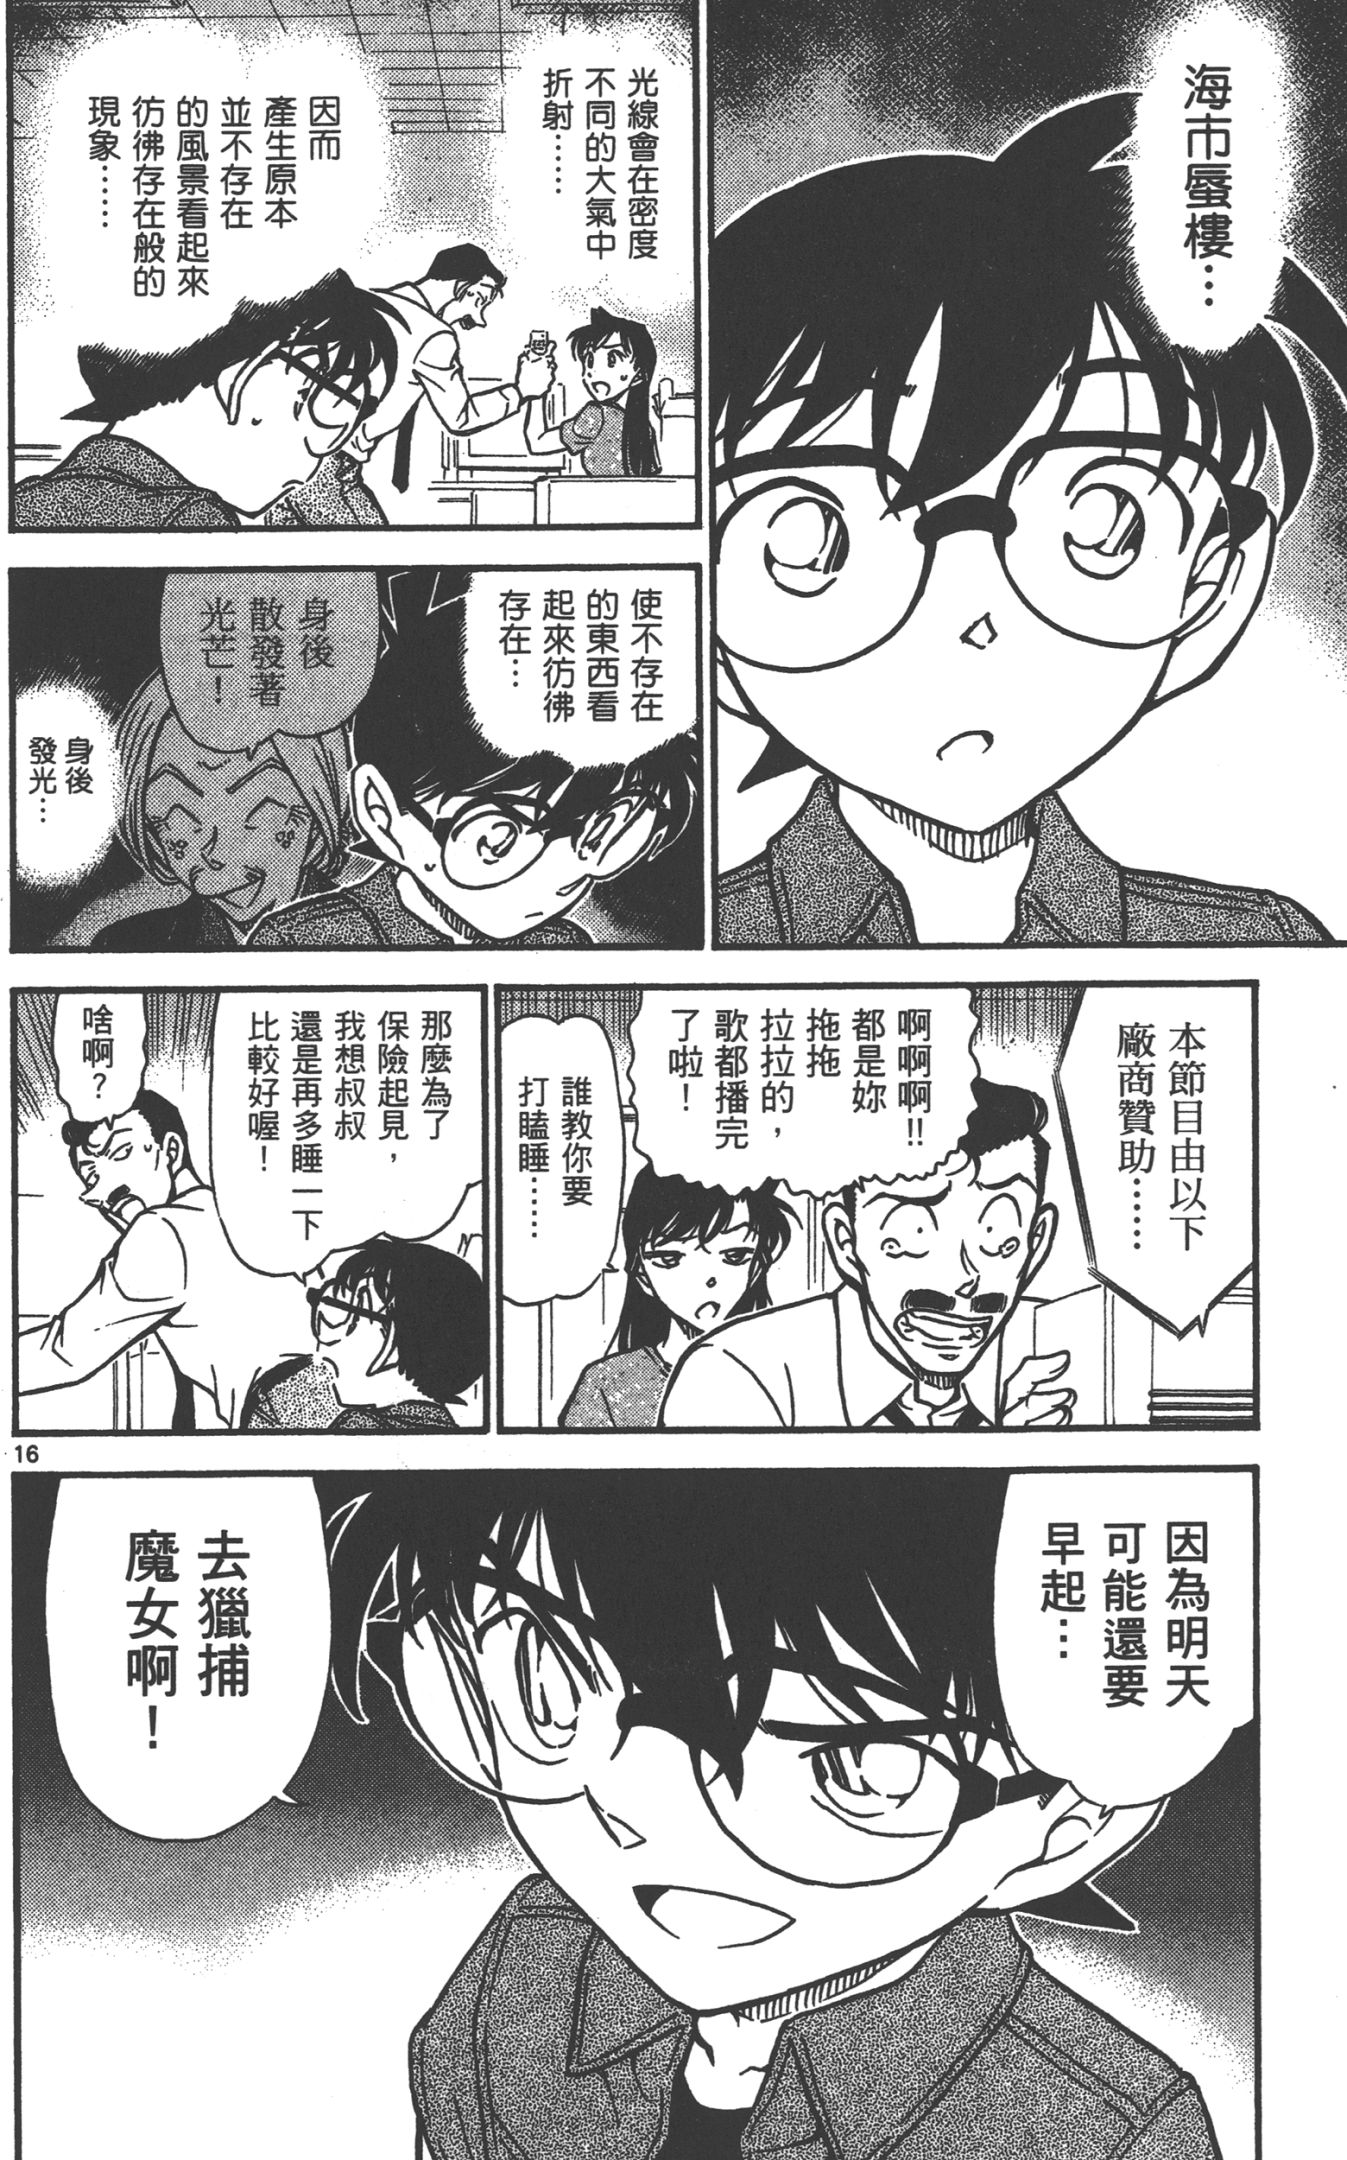 海市蜃樓…
光線會在密度
不同的大氣中
折射……
因而
產生原本
並不存在
的風景看起來
彷彿存在般的
現象……
使不存在
的東西看
起來彷彿
存在…
身後
散發著
光芒！
身後
發光…
本節目由以下
廠商贊助……
啊啊啊!!
都是妳
拖拖
拉拉的，
歌都播完
了啦！
誰教你要
打瞌睡……
那麼為了
保險起見，
我想叔叔
還是再多睡一下
比較好喔！
啥啊？
16
因為明天
可能還要
早起…
去獵捕
魔女啊！